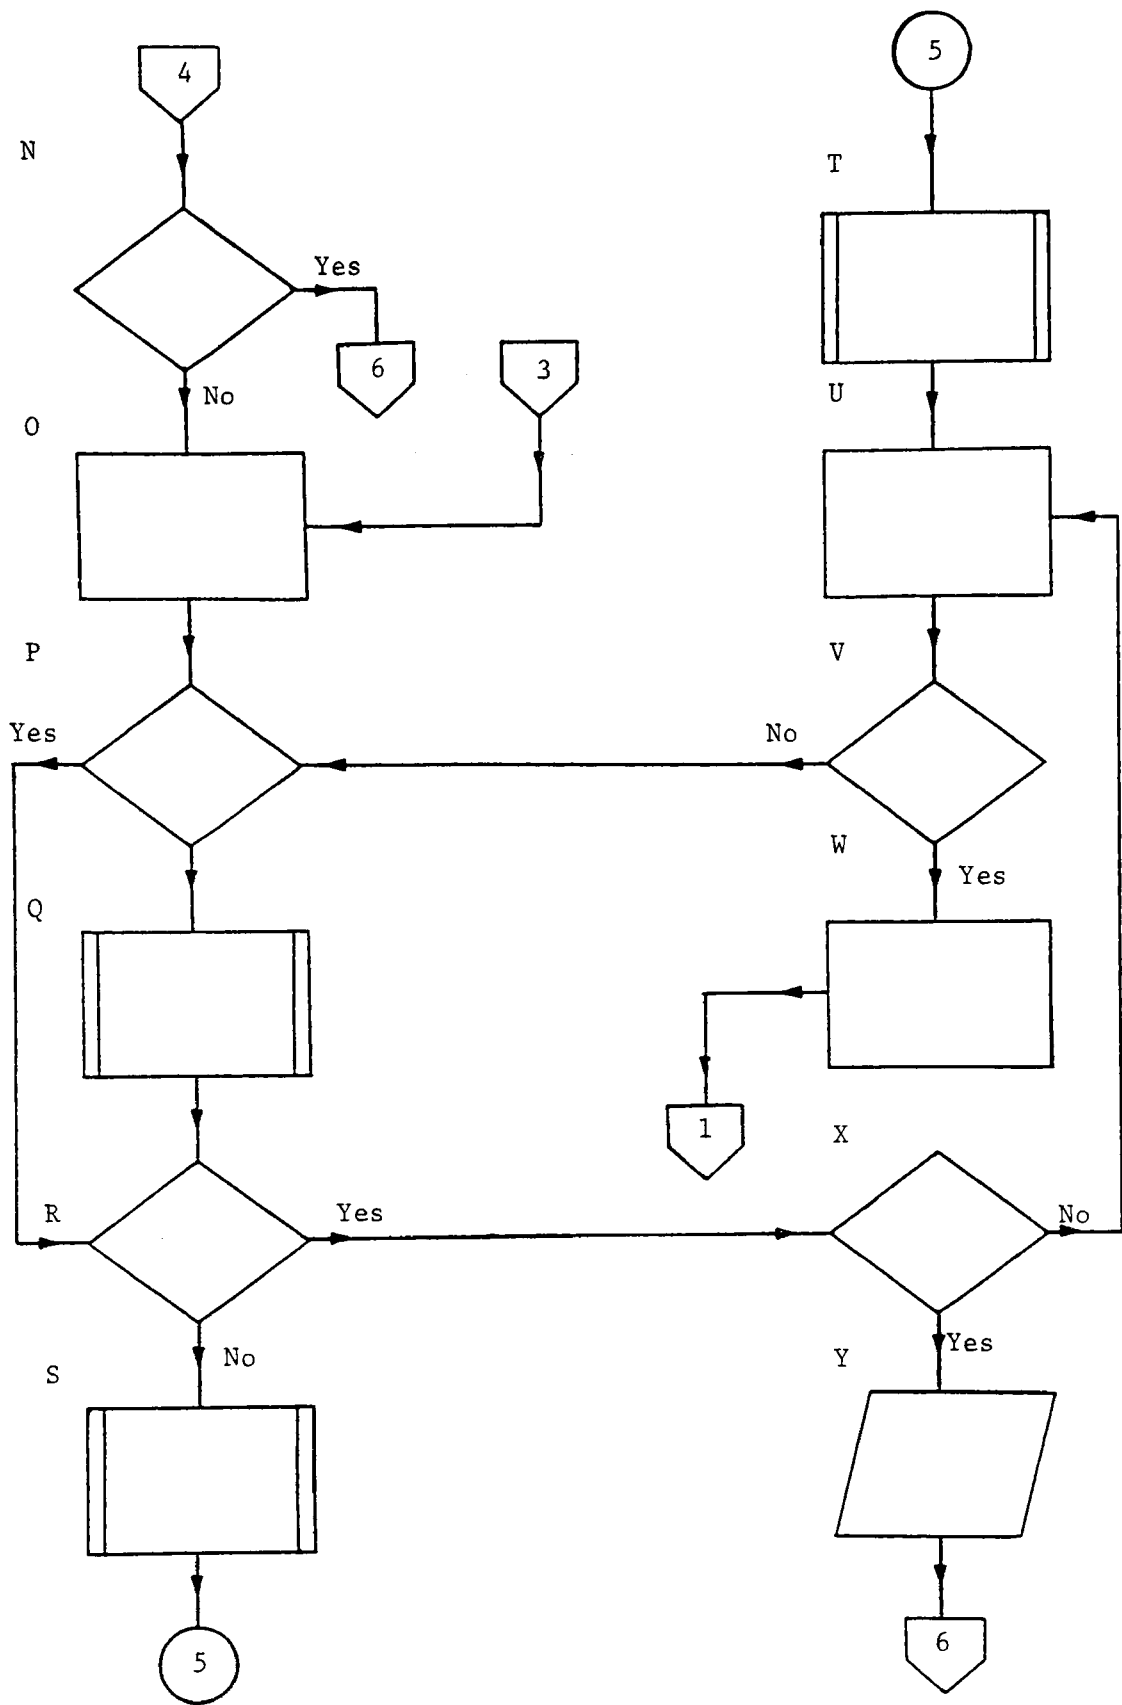 4
N
Yes
6
3
No
O
P
Yes
Q
R
Yes
No
S
5
5
T
U
V
No
W
Yes
1
X
No
Yes
Y
6